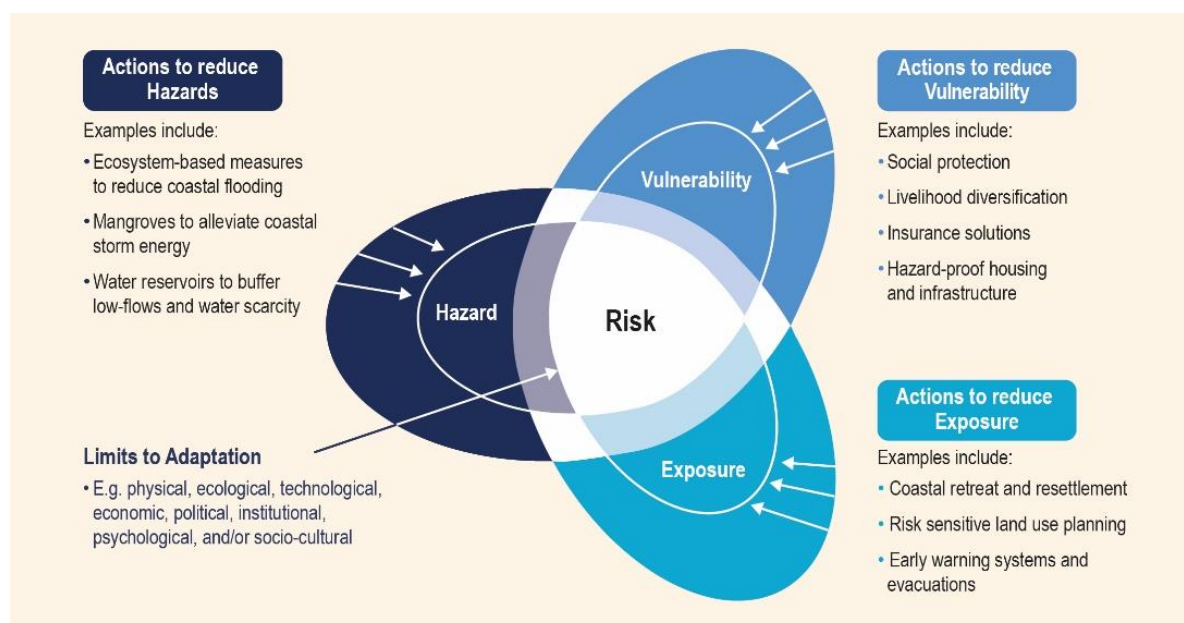 Actions to reduce
Hazards
Examples include:
• Ecosystem-based measures
to reduce coastal flooding
• Mangroves to alleviate coastal
storm energy
• Water reservoirs to buffer
low-flows and water scarcity
Limits to Adaptation
• E.g. physical, ecological, technological,
economic, political, institutional,
psychological, and/or socio-cultural
Vulnerability
Hazard
Risk
Exposure
Actions to reduce
Vulnerability
Examples include:
• Social protection
• Livelihood diversification
• Insurance solutions
• Hazard-proof housing
and infrastructure
Actions to reduce
Exposure
Examples include:
• Coastal retreat and resettlement
• Risk sensitive land use planning
• Early warning systems and
evacuations